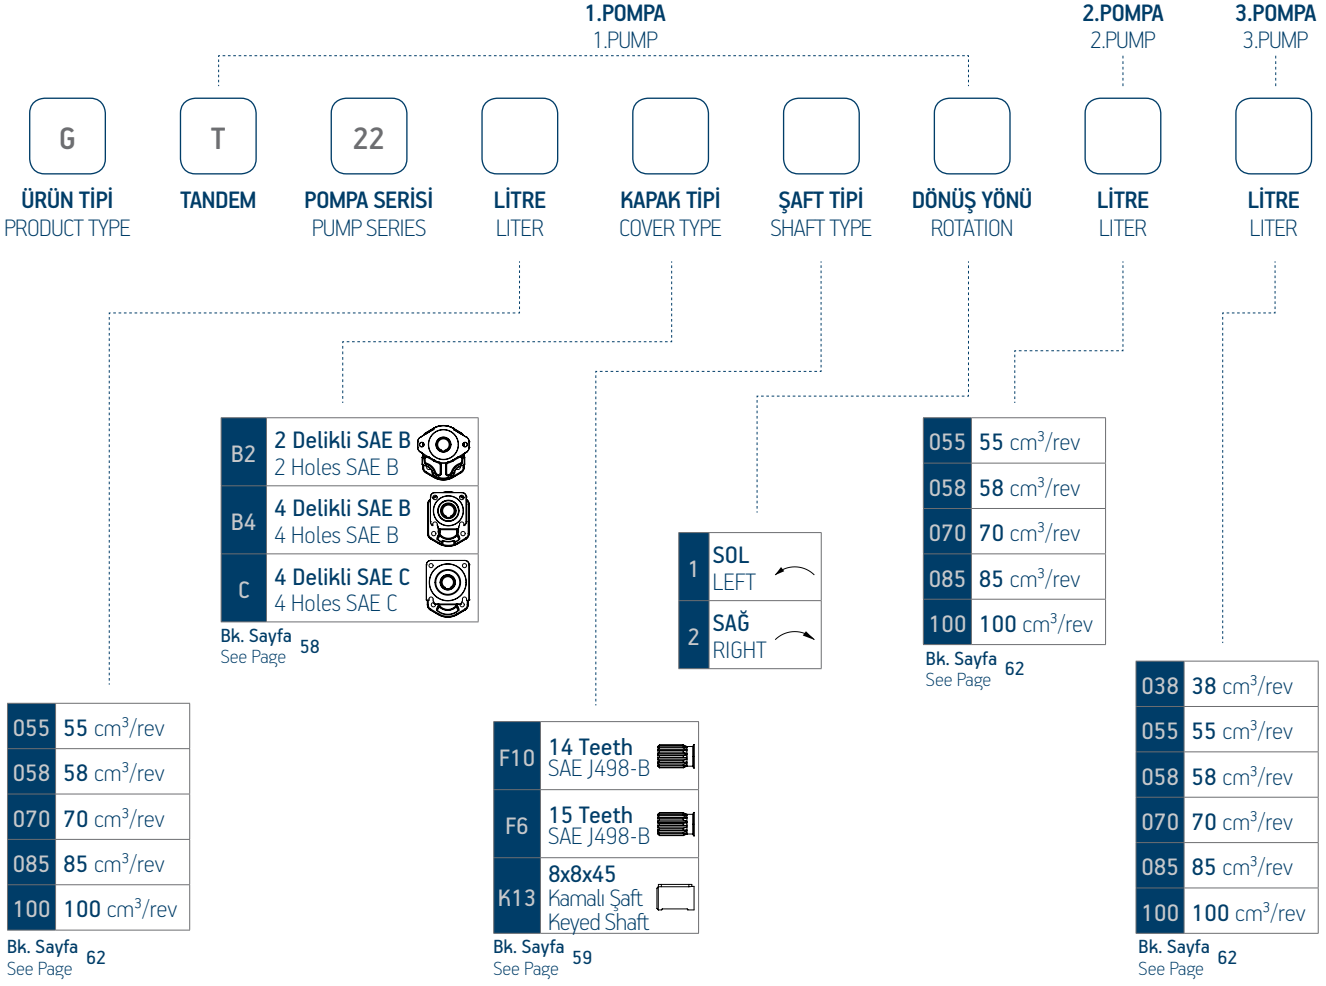 1.POMPA
1.PUMP
2.POMPA
2.PUMP
3.POMPA
3.PUMP
G
T
22
ÜRÜN TİPİ
PRODUCT TYPE
TANDEM
POMPA SERİSİ
PUMP SERIES
LİTRE
LITER
KAPAK TİPİ
COVER TYPE
ŞAFT TİPİ
SHAFT TYPE
DÖNÜŞ YÖNÜ
ROTATION
LİTRE
LITER
LİTRE
LITER
B2 2 Delikli SAE B
2 Holes SAE B
B4 4 Delikli SAE B
4 Holes SAE B
C 4 Delikli SAE C
4 Holes SAE C
Bk. Sayfa 58
See Page
1 SOL
LEFT
2 SAĞ
RIGHT
055 55 cm³/rev
058 58 cm³/rev
070 70 cm³/rev
085 85 cm³/rev
100 100 cm³/rev
Bk. Sayfa 62
See Page
055 55 cm³/rev
058 58 cm³/rev
070 70 cm³/rev
085 85 cm³/rev
100 100 cm³/rev
Bk. Sayfa 62
See Page
F10 14 Teeth
SAE J498-B
F6 15 Teeth
SAE J498-B
K13 8x8x45
Kamalı Şaft
Keyed Shaft
Bk. Sayfa 59
See Page
038 38 cm³/rev
055 55 cm³/rev
058 58 cm³/rev
070 70 cm³/rev
085 85 cm³/rev
100 100 cm³/rev
Bk. Sayfa 62
See Page